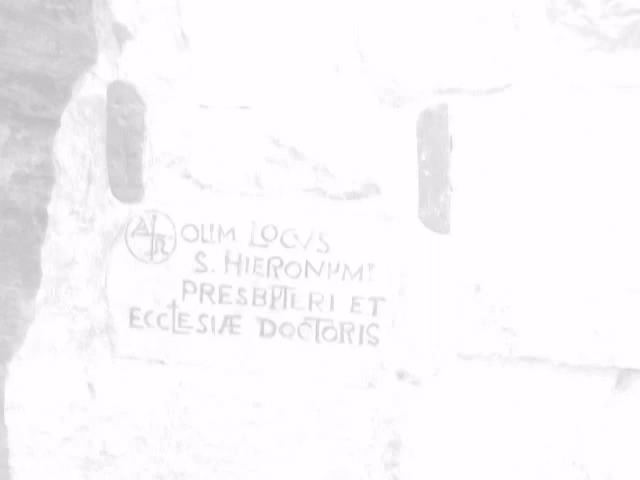 OLIM LOCVS
S. HIERONYMI
PRESBYTERI ET
ECCLESIÆ DOCTORIS